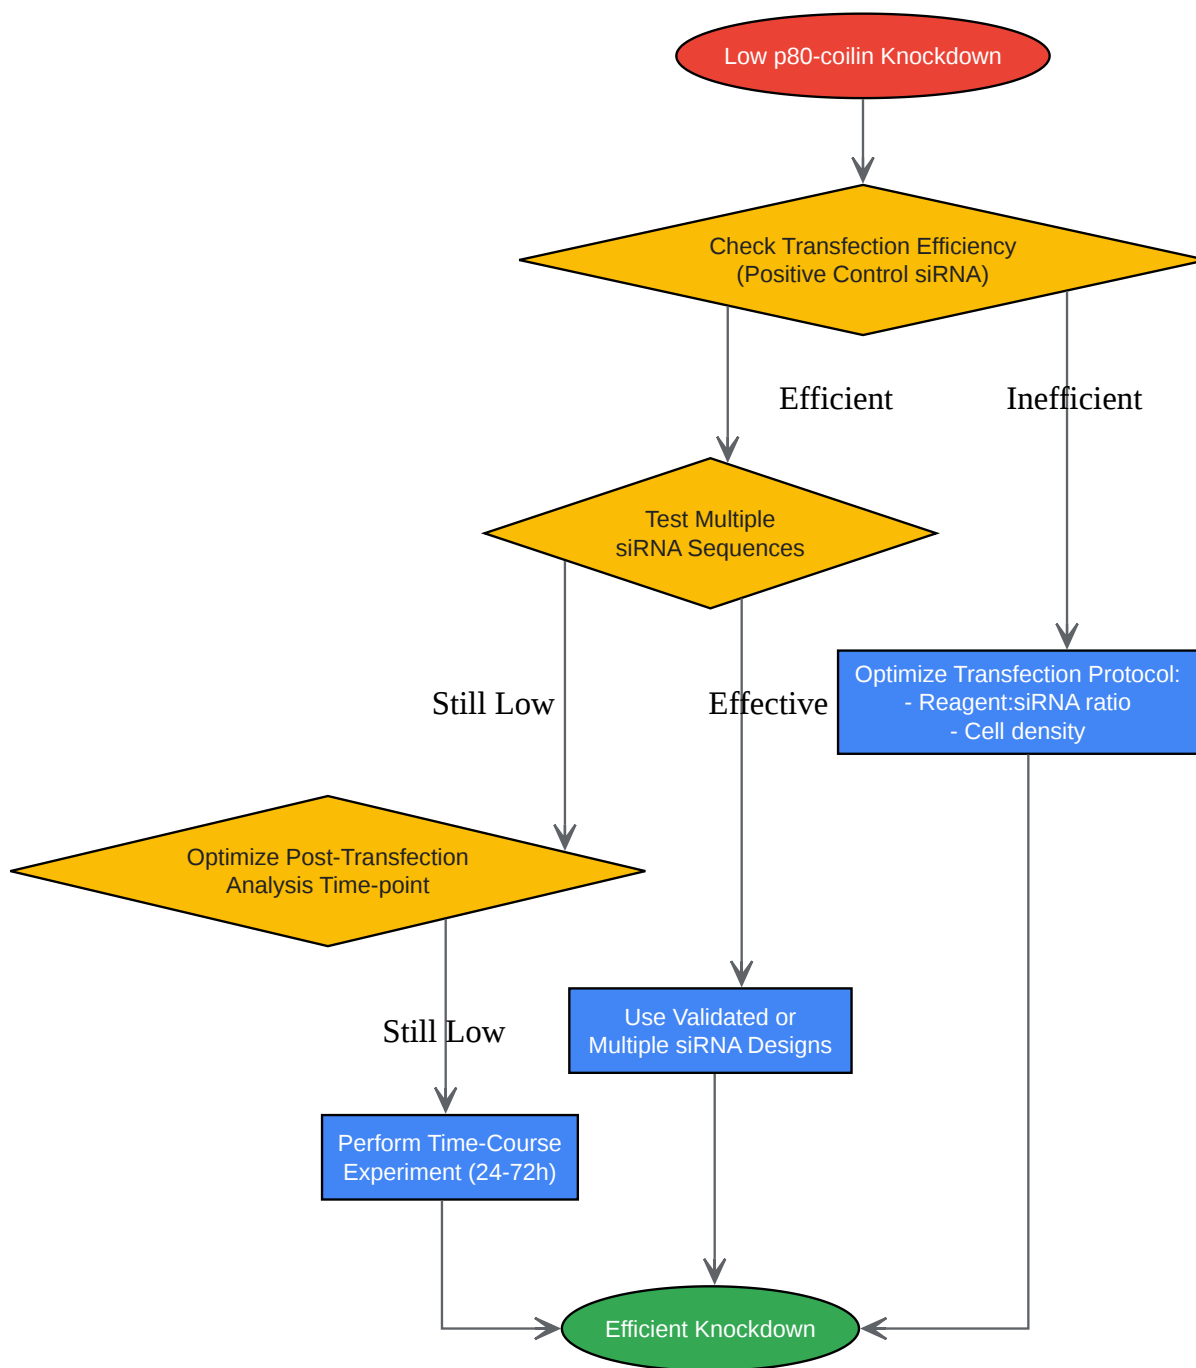 Low p80-coilin Knockdown
Check Transfection Efficiency
(Positive Control siRNA)
Efficient
Inefficient
Test Multiple
siRNA Sequences
Still Low
Effective
Optimize Transfection Protocol:
- Reagent:siRNA ratio
- Cell density
Optimize Post-Transfection
Analysis Time-point
Still Low
Use Validated or
Multiple siRNA Designs
Perform Time-Course
Experiment (24-72h)
Efficient Knockdown